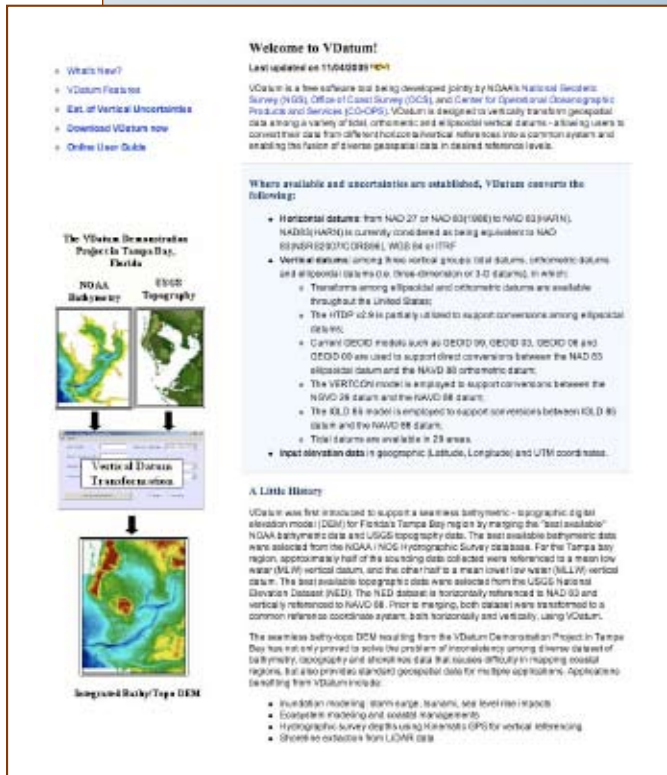 What's New?
VDatum Features
Est. of Vertical Uncertainties
Download VDatum now
Online User Guide
The VDatum Demonstration
Project in Tampa Bay,
Florida
NOAA
Bathymetry
USGS
Topography
Vertical Datum
Transformation
Integrated Bathy/Topo DEM
Welcome to VDatum!
Last updated on 11/04/2009
VDatum is a free software tool being developed jointly by NOAA's National Geodetic
Survey (NGS), Office of Coast Survey (OCS), and Center for Operational Oceanographic
Products and Services (CO-OPS). VDatum is designed to vertically transform geospatial
data among a variety of tidal, orthometric and ellipsoidal vertical datums - allowing users to
convert their data from different horizontal/vertical references into a common system and
enabling the fusion of diverse geospatial data in desired reference levels.
Where available and uncertainties are established, VDatum converts the
following:
Horizontal datums: from NAD 27 or NAD 83(1986) to NAD 83(HARN).
NAD83(HARN) is currently considered as being equivalent to NAD
83(NSRS2007/CORS96), WGS 84 or ITRF
Vertical datums: among three vertical groups: tidal datums, orthometric datums
and ellipsoidal datums (i.e. three-dimension or 3-D datums), in which:
Transforms among ellipsoidal and orthometric datums are available
throughout the United States;
The HTDP v2.9 is partially utilized to support conversions among ellipsoidal
datums;
Current GEOID models such as GEOID 99, GEOID 03, GEOID 06 and
GEOID 09 are used to support direct conversions between the NAD 83
ellipsoidal datum and the NAVD 88 orthometric datum;
The VERTCON model is employed to support conversions between the
NGVD 29 datum and the NAVD 88 datum;
The IGLD 85 model is employed to support conversions between IGLD 85
datum and the NAVD 88 datum;
Tidal datums are available in 29 areas.
Input elevation data in geographic (Latitude, Longitude) and UTM coordinates.
A Little History
VDatum was first introduced to support a seamless bathymetric - topographic digital
elevation model (DEM) for Florida's Tampa Bay region by merging the "best available"
NOAA bathymetric data and USGS topography data. The best available bathymetric data
were selected from the NOAA / NOS Hydrographic Survey database. For the Tampa bay
region, approximately half of the sounding data collected were referenced to a mean low
water (MLW) vertical datum, and the other half to a mean lower low water (MLLW) vertical
datum. The best available topographic data were selected from the USGS National
Elevation Dataset (NED). The NED dataset is horizontally referenced to NAD 83 and
vertically referenced to NAVD 88. Prior to merging, both dataset were transformed to a
common reference coordinate system, both horizontally and vertically, using VDatum.
The seamless bathy-topo DEM resulting from the VDatum Demonstration Project in Tampa
Bay has not only proved to solve the problem of inconsistency among diverse dataset of
bathymetry, topography and shorelines data that causes difficulty in mapping coastal
regions, but also provides standard geospatial data for multiple applications. Applications
benefiting from VDatum include:
Inundation modeling: storm surge, tsunami, sea level rise impacts
Ecosystem modeling and coastal managements
Hydrographic survey depths using Kinematic GPS for vertical referencing
Shoreline extraction from LiDAR data